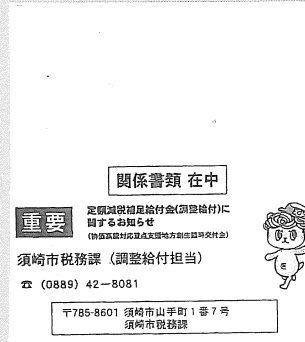 関係書類 在中
重要
定額減税補足給付金(調整給付)に
関するお知らせ
(物価高騰対応重点支援地方創生臨時交付金)
須崎市税務課（調整給付担当）
☎ (0889) 42-8081
〒785-8601 須崎市山手町1番7号
須崎市税務課